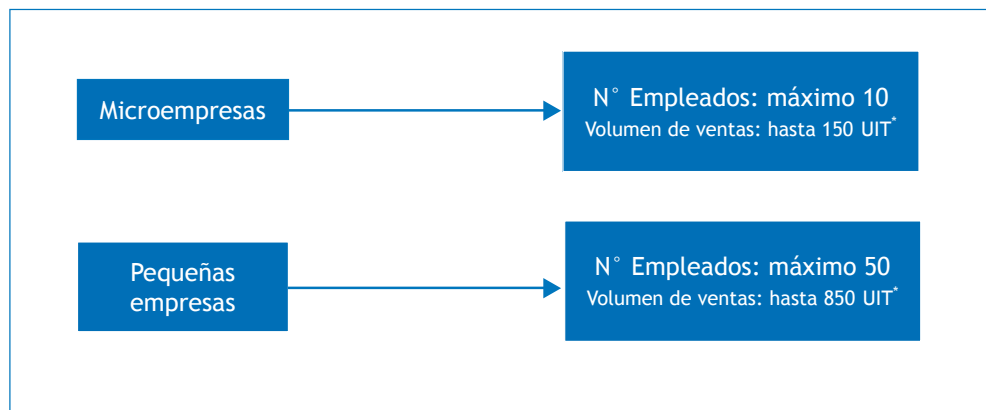 Microempresas
N° Empleados: máximo 10
Volumen de ventas: hasta 150 UIT*
Pequeñas
empresas
N° Empleados: máximo 50
Volumen de ventas: hasta 850 UIT*